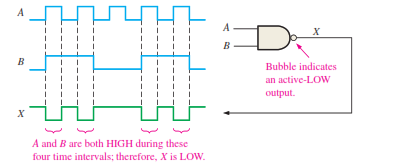 A
B
X
A and B are both HIGH during these
four time intervals; therefore, X is LOW.
A
B
X
Bubble indicates
an active-LOW
output.